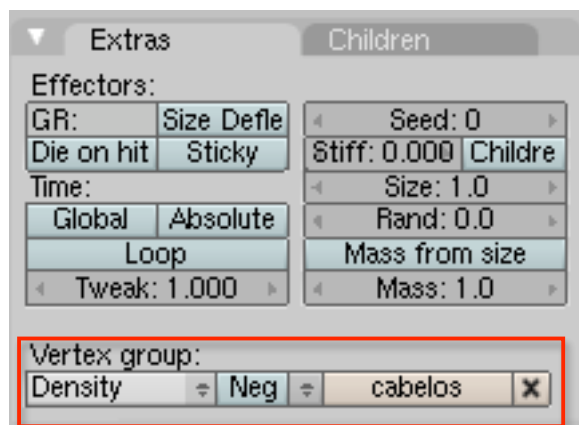 Extras Children
Effectors:
GR: Size Defle Seed: 0
Die on hit Sticky Stiff: 0.000 Childre
Time: Size: 1.0
Global Absolute Rand: 0.0
Loop Mass from size
Tweak: 1.000 Mass: 1.0
Vertex group:
Density Neg cabelos x